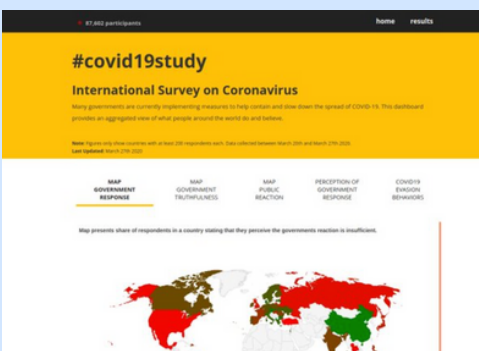 87,602 participants
home results
#covid19study
International Survey on Coronavirus
Many governments are currently implementing measures to help contain and slow down the spread of COVID-19. This dashboard
provides an aggregated view of what people around the world do and believe.
Note: Figures only show countries with at least 200 respondents each. Data collected between March 20th and March 27th 2020.
Last Updated: March 27th 2020
MAP
GOVERNMENT
RESPONSE
MAP
GOVERNMENT
TRUTHFULNESS
MAP
PUBLIC
REACTION
PERCEPTION OF
GOVERNMENT
RESPONSE
COVID19
EVASION
BEHAVIORS
Map presents share of respondents in a country stating that they perceive the governments reaction is insufficient.